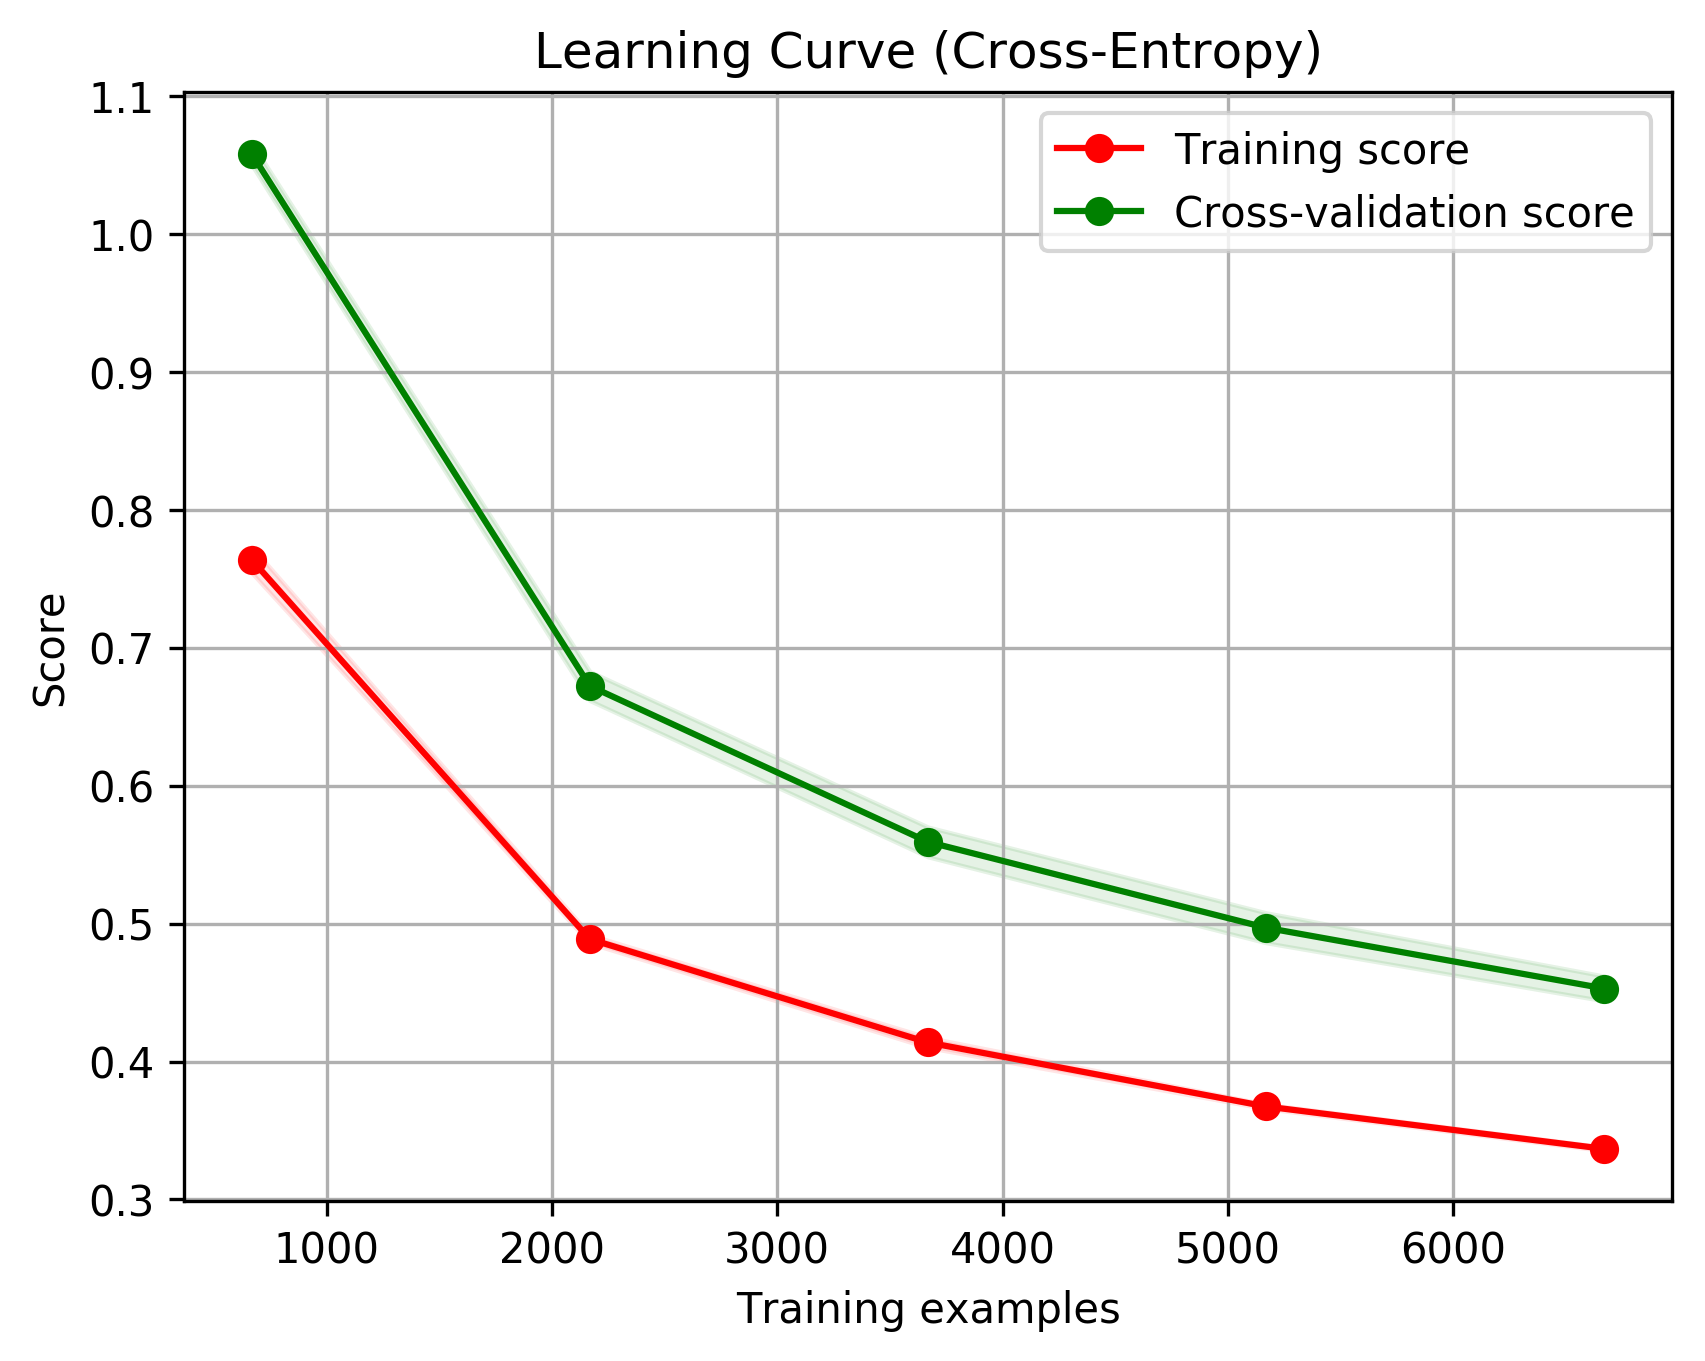 Learning Curve (Cross-Entropy)
Training score
Cross-validation score
Score
1.1
1.0
0.9
0.8
0.7
0.6
0.5
0.4
0.3
1000 2000 3000 4000 5000 6000
Training examples